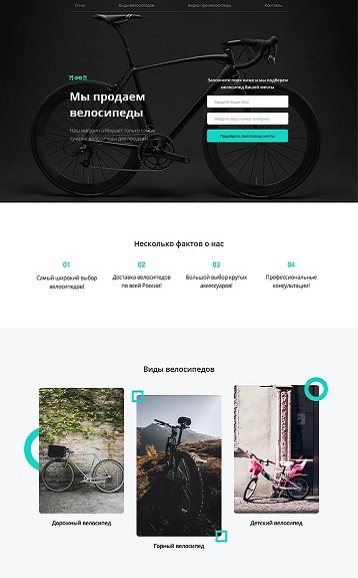 О нас
Виды велосипедов
Видео про велосипеды
Контакты
Мы продаем
велосипеды
Наш магазин отбирает только самые
лучшие велосипеды для продажи
Заполните поля ниже и мы подберем
велосипед Вашей мечты
Введите Ваше Имя
Введите Ваш номер телефона
Подобрать велосипед мечты
Несколько фактов о нас
01
02
03
04
Самый широкий выбор
велосипедов!
Доставка велосипедов
по всей России!
Большой выбор крутых
аксессуаров!
Профессиональные
консультации!
Виды велосипедов
Дорожный велосипед
Горный велосипед
Детский велосипед